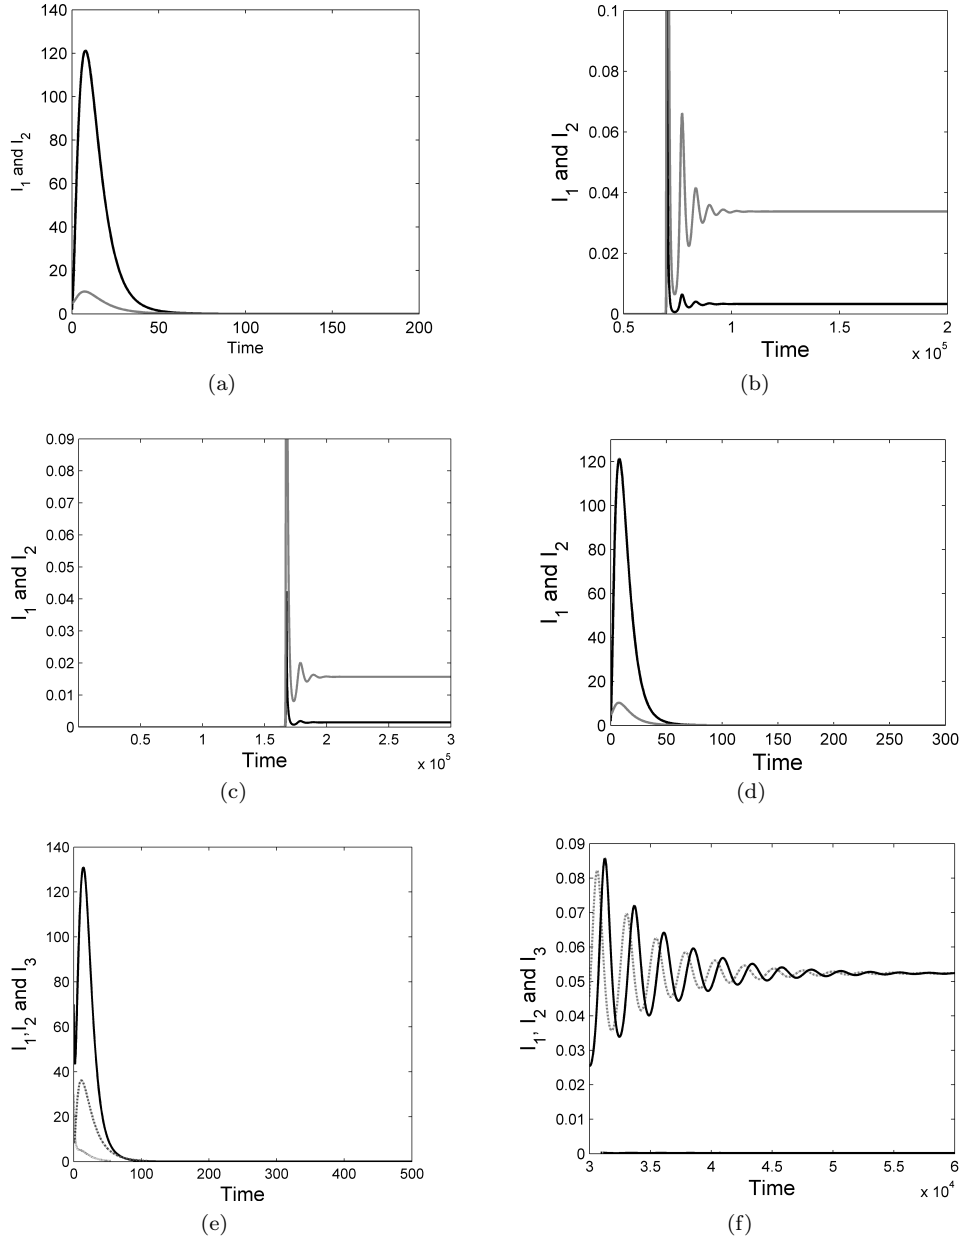 140
120
100
80
60
40
20
0
I1 and I2
0 50 100 150 200
Time
(a)
0.1
0.08
0.06
0.04
0.02
0
I1 and I2
0.5 1 1.5 2
Time
x 10^5
(b)
0.09
0.08
0.07
0.06
0.05
0.04
0.03
0.02
0.01
0
I1 and I2
0.5 1 1.5 2 2.5 3
Time
x 10^5
(c)
120
100
80
60
40
20
0
I1 and I2
0 50 100 150 200 250 300
Time
(d)
140
120
100
80
60
40
20
0
I1,I2 and I3
0 100 200 300 400 500
Time
(e)
0.09
0.08
0.07
0.06
0.05
0.04
0.03
0.02
0.01
0
I1, I2 and I3
3 3.5 4 4.5 5 5.5 6
Time
x 10^4
(f)